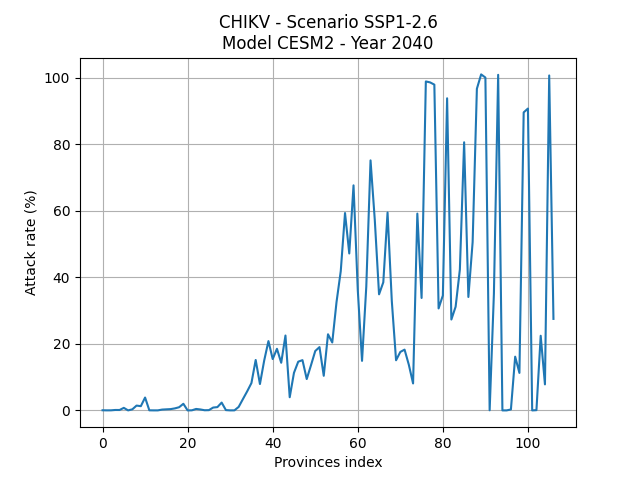 CHIKV - Scenario SSP1-2.6
Model CESM2 - Year 2040
Attack rate (%)
100
80
60
40
20
0
0 20 40 60 80 100
Provinces index